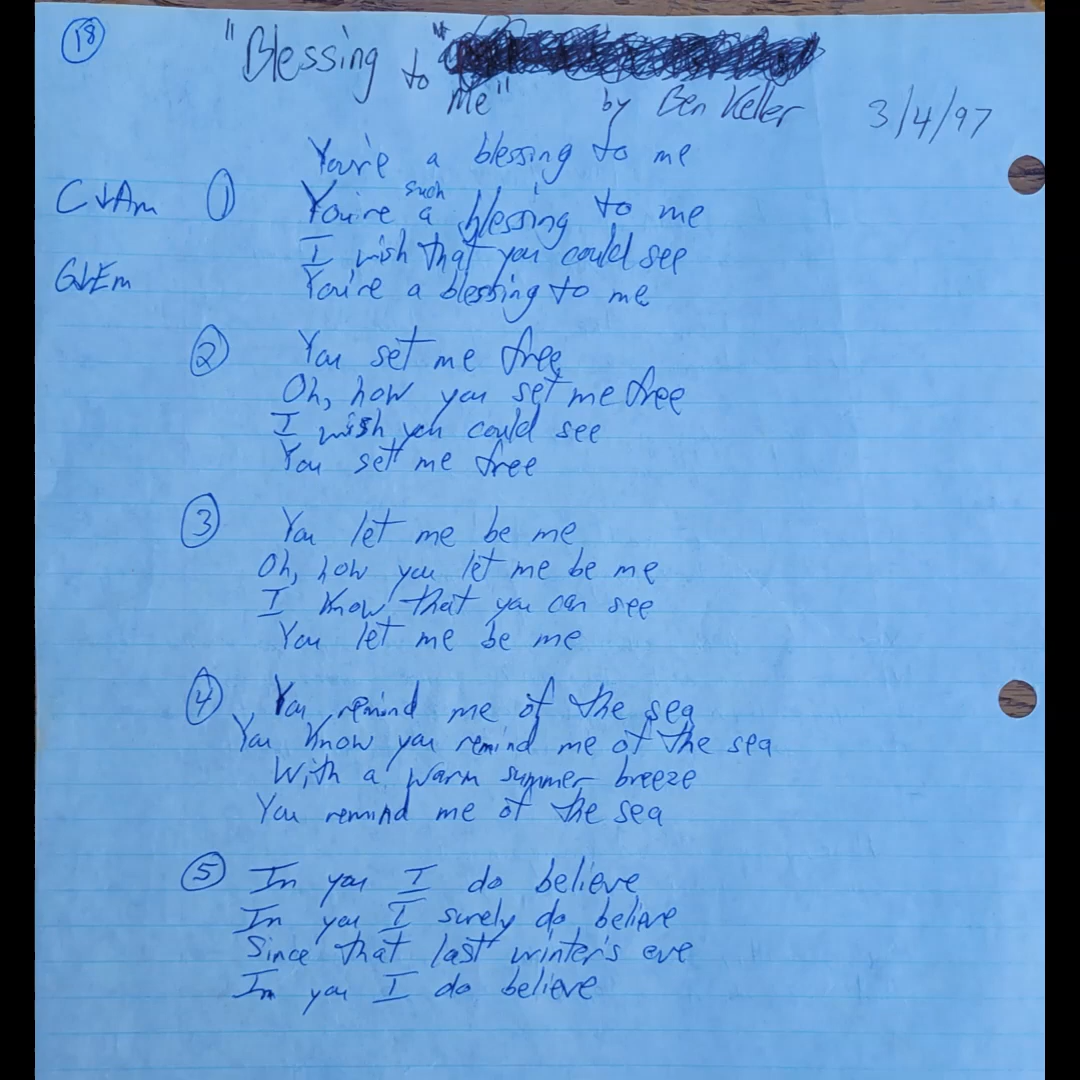 18
"Blessing to
Me"
by Ben Keller 3/4/97
You're a blessing to me
C↓Am ① You're such a blessing to me
I wish that you could see
G↓Em You're a blessing to me
② You set me free
Oh, how you set me free
I wish you could see
You set me free
③ You let me be me
Oh, how you let me be me
I know that you can see
You let me be me
④ You remind me of the sea
You know you remind me of the sea
With a warm summer breeze
You remind me of the sea
⑤ In you I do believe
In you I surely do believe
Since that last winter's eve
In you I do believe